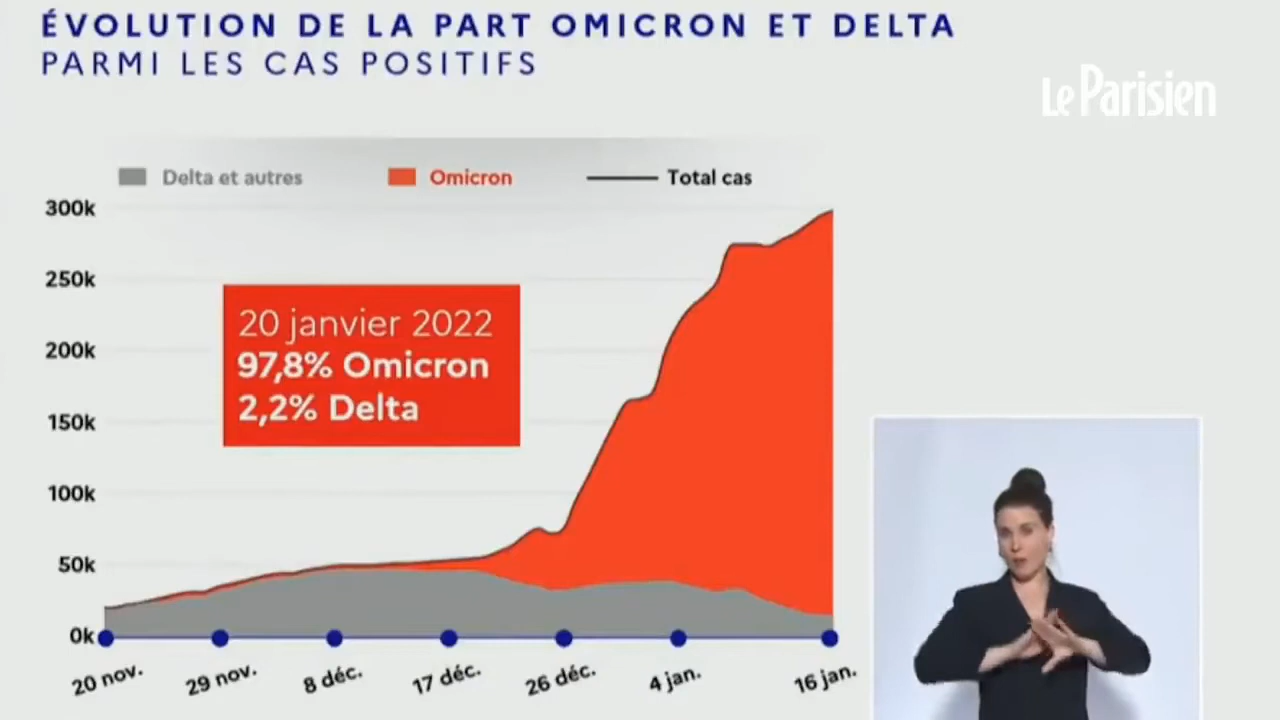 ÉVOLUTION DE LA PART OMICRON ET DELTA
PARMI LES CAS POSITIFS
Le Parisien
Delta et autres
Omicron
Total cas
300k
250k
200k
150k
100k
50k
0k
20 janvier 2022
97,8% Omicron
2,2% Delta
20 nov.
29 nov.
8 déc.
17 déc.
26 déc.
4 jan.
16 jan.